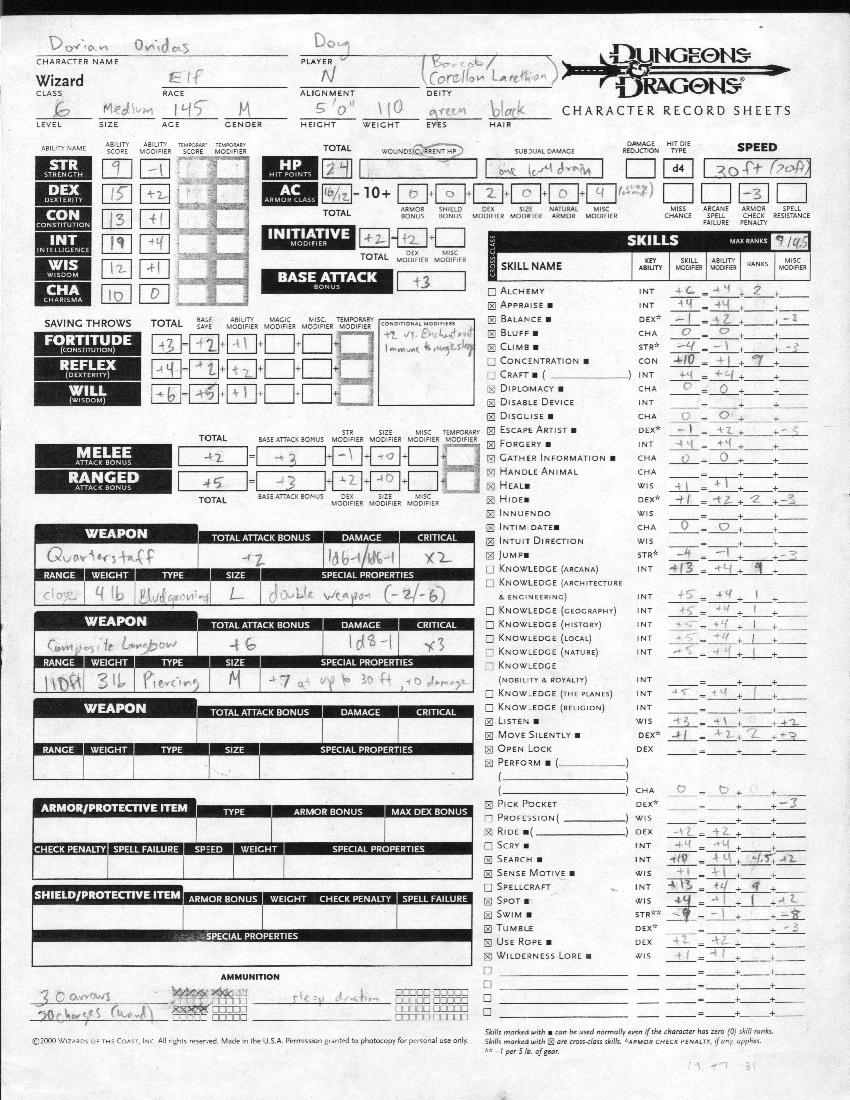 Dorian Onidas Doug
CHARACTER NAME PLAYER
DUNGEONS & DRAGONS®
CHARACTER RECORD SHEETS
Wizard Elf N (Boccob/ Corellon Larethian)
CLASS RACE ALIGNMENT DEITY
6 Medium 145 M 5'0" 110 green black
LEVEL SIZE AGE GENDER HEIGHT WEIGHT EYES HAIR
ABILITY NAME ABILITY SCORE ABILITY MODIFIER TEMPORARY SCORE TEMPORARY MODIFIER
STR STRENGTH 9 -1
DEX DEXTERITY 15 +2
CON CONSTITUTION 13 +1
INT INTELLIGENCE 19 +4
WIS WISDOM 12 +1
CHA CHARISMA 10 0
TOTAL WOUNDS/CURRENT HP SUBDUAL DAMAGE DAMAGE REDUCTION HIT DIE TYPE SPEED
HP HIT POINTS 24 one level drain d4 30ft (20ft)
AC ARMOR CLASS 16/12 -10+ 0 + 0 + 2 + 0 + 0 + 4 -3
TOTAL ARMOR BONUS SHIELD BONUS DEX MODIFIER SIZE MODIFIER NATURAL ARMOR MISC MODIFIER MISS CHANCE ARCANE SPELL FAILURE ARMOR CHECK PENALTY SPELL RESISTANCE
INITIATIVE MODIFIER +2 = +2 +
TOTAL DEX MODIFIER MISC MODIFIER
BASE ATTACK BONUS +3
SAVING THROWS TOTAL BASE SAVE ABILITY MODIFIER MAGIC MODIFIER MISC. MODIFIER TEMPORARY MODIFIER CONDITIONAL MODIFIERS
FORTITUDE (CONSTITUTION) +3 = +2 + +1
REFLEX (DEXTERITY) +4 = +2 + +2
WILL (WISDOM) +6 = +5 + +1
+2 vs. Enchantment
Immune to magic sleep
TOTAL BASE ATTACK BONUS STR MODIFIER SIZE MODIFIER MISC MODIFIER TEMPORARY MODIFIER
MELEE ATTACK BONUS +2 = +3 + -1 + +0
RANGED ATTACK BONUS +5 = +3 + +2 + +0
TOTAL BASE ATTACK BONUS DEX MODIFIER SIZE MODIFIER MISC MODIFIER
WEAPON TOTAL ATTACK BONUS DAMAGE CRITICAL
Quarterstaff +2 1d6-1/1d6-1 x2
RANGE WEIGHT TYPE SIZE SPECIAL PROPERTIES
close 4 lb Bludgeoning L double weapon (-2/-6)
WEAPON TOTAL ATTACK BONUS DAMAGE CRITICAL
Composite Longbow +6 1d8-1 x3
RANGE WEIGHT TYPE SIZE SPECIAL PROPERTIES
110ft 3lb Piercing M +7 at up to 30 ft, +0 damage
WEAPON TOTAL ATTACK BONUS DAMAGE CRITICAL
RANGE WEIGHT TYPE SIZE SPECIAL PROPERTIES
ARMOR/PROTECTIVE ITEM TYPE ARMOR BONUS MAX DEX BONUS
CHECK PENALTY SPELL FAILURE SPEED WEIGHT SPECIAL PROPERTIES
SHIELD/PROTECTIVE ITEM ARMOR BONUS WEIGHT CHECK PENALTY SPELL FAILURE
SPECIAL PROPERTIES
AMMUNITION
30 arrows
50 charges (wand)
CROSS-CLASS SKILLS MAX RANKS 9/4.5
SKILL NAME KEY ABILITY SKILL MODIFIER ABILITY MODIFIER RANKS MISC MODIFIER
ALCHEMY INT +6 = +4 + 2
APPRAISE ■ INT +4 = +4
BALANCE ■ DEX* -1 = +2 + -3
BLUFF ■ CHA 0 = 0
CLIMB ■ STR* -4 = -1 + -3
CONCENTRATION ■ CON +10 = +1 + 9
CRAFT ■ ( ) INT +4 = +4
DIPLOMACY ■ CHA 0 = 0
DISABLE DEVICE INT
DISGUISE ■ CHA 0 = 0
ESCAPE ARTIST ■ DEX* -1 = +2 + -3
FORGERY ■ INT +4 = +4
GATHER INFORMATION ■ CHA 0 = 0
HANDLE ANIMAL CHA
HEAL ■ WIS +1 = +1
HIDE ■ DEX* +1 = +2 + 2 + -3
INNUENDO WIS
INTIMIDATE ■ CHA 0 = 0
INTUIT DIRECTION WIS
JUMP ■ STR* -4 = -1 + -3
KNOWLEDGE (ARCANA) INT +13 = +4 + 9
KNOWLEDGE (ARCHITECTURE
& ENGINEERING) INT +5 = +4 + 1
KNOWLEDGE (GEOGRAPHY) INT +5 = +4 + 1
KNOWLEDGE (HISTORY) INT +5 = +4 + 1
KNOWLEDGE (LOCAL) INT +5 = +4 + 1
KNOWLEDGE (NATURE) INT +5 = +4 + 1
KNOWLEDGE
(NOBILITY & ROYALTY) INT
KNOWLEDGE (THE PLANES) INT +5 = +4 + 1
KNOWLEDGE (RELIGION) INT
LISTEN ■ WIS +3 = +1 + +2
MOVE SILENTLY ■ DEX* +1 = +2 + 2 + -3
OPEN LOCK DEX
PERFORM ■ ( )
( )
( ) CHA 0 = 0
PICK POCKET DEX* -3
PROFESSION ( ) WIS
RIDE ■ ( ) DEX +2 = +2
SCRY ■ INT +4 = +4
SEARCH ■ INT +10 = +4 + 4.5 + +2
SENSE MOTIVE ■ WIS +1 = +1
SPELLCRAFT INT +13 = +4 + 9
SPOT ■ WIS +4 = +1 + 1 + +2
SWIM ■ STR** -9 = -1 + -8
TUMBLE DEX* -3
USE ROPE ■ DEX +2 = +2
WILDERNESS LORE ■ WIS +1 = +1
Skills marked with ■ can be used normally even if the character has zero (0) skill ranks.
Skills marked with ☒ are cross-class skills. *ARMOR CHECK PENALTY, if any, applies.
** –1 per 5 lb. of gear.
©2000 WIZARDS OF THE COAST, INC. All rights reserved. Made in the U.S.A. Permission granted to photocopy for personal use only.